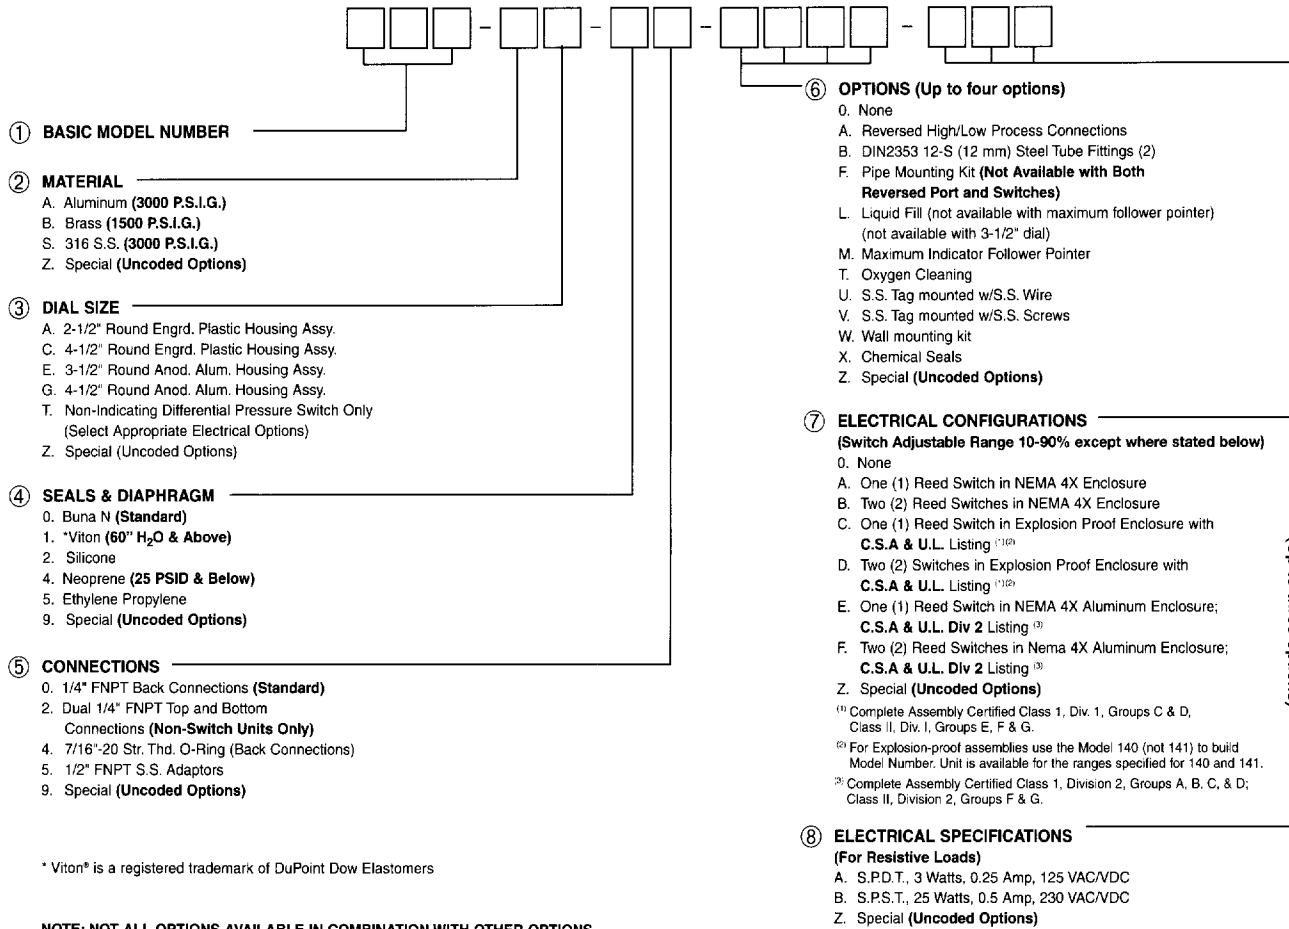 ① BASIC MODEL NUMBER
② MATERIAL
A. Aluminum (3000 P.S.I.G.)
B. Brass (1500 P.S.I.G.)
S. 316 S.S. (3000 P.S.I.G.)
Z. Special (Uncoded Options)
③ DIAL SIZE
A. 2-1/2" Round Engrd. Plastic Housing Assy.
C. 4-1/2" Round Engrd. Plastic Housing Assy.
E. 3-1/2" Round Anod. Alum. Housing Assy.
G. 4-1/2" Round Anod. Alum. Housing Assy.
T. Non-Indicating Differential Pressure Switch Only
(Select Appropriate Electrical Options)
Z. Special (Uncoded Options)
④ SEALS & DIAPHRAGM
0. Buna N (Standard)
1. *Viton (60" H₂O & Above)
2. Silicone
4. Neoprene (25 PSID & Below)
5. Ethylene Propylene
9. Special (Uncoded Options)
⑤ CONNECTIONS
0. 1/4" FNPT Back Connections (Standard)
2. Dual 1/4" FNPT Top and Bottom
Connections (Non-Switch Units Only)
4. 7/16"-20 Str. Thd. O-Ring (Back Connections)
5. 1/2" FNPT S.S. Adaptors
9. Special (Uncoded Options)
* Viton® is a registered trademark of DuPoint Dow Elastomers
NOTE: NOT ALL OPTIONS AVAILABLE IN COMBINATION WITH OTHER OPTIONS
⑥ OPTIONS (Up to four options)
0. None
A. Reversed High/Low Process Connections
B. DIN2353 12-S (12 mm) Steel Tube Fittings (2)
F. Pipe Mounting Kit (Not Available with Both
Reversed Port and Switches)
L. Liquid Fill (not available with maximum follower pointer)
(not available with 3-1/2" dial)
M. Maximum Indicator Follower Pointer
T. Oxygen Cleaning
U. S.S. Tag mounted w/S.S. Wire
V. S.S. Tag mounted w/S.S. Screws
W. Wall mounting kit
X. Chemical Seals
Z. Special (Uncoded Options)
⑦ ELECTRICAL CONFIGURATIONS
(Switch Adjustable Range 10-90% except where stated below)
0. None
A. One (1) Reed Switch in NEMA 4X Enclosure
B. Two (2) Reed Switches in NEMA 4X Enclosure
C. One (1) Reed Switch in Explosion Proof Enclosure with
C.S.A & U.L. Listing (1)(2)
D. Two (2) Switches in Explosion Proof Enclosure with
C.S.A & U.L. Listing (1)(2)
E. One (1) Reed Switch in NEMA 4X Aluminum Enclosure;
C.S.A & U.L. Div 2 Listing (3)
F. Two (2) Reed Switches in Nema 4X Aluminum Enclosure;
C.S.A & U.L. Div 2 Listing (3)
Z. Special (Uncoded Options)
(1) Complete Assembly Certified Class 1, Div. 1, Groups C & D,
Class II, Div. I, Groups E, F & G.
(2) For Explosion-proof assemblies use the Model 140 (not 141) to build
Model Number. Unit is available for the ranges specified for 140 and 141.
(3) Complete Assembly Certified Class 1, Division 2, Groups A, B, C, & D;
Class II, Division 2, Groups F & G.
⑧ ELECTRICAL SPECIFICATIONS
(For Resistive Loads)
A. S.P.D.T., 3 Watts, 0.25 Amp, 125 VAC/VDC
B. S.P.S.T., 25 Watts, 0.5 Amp, 230 VAC/VDC
Z. Special (Uncoded Options)